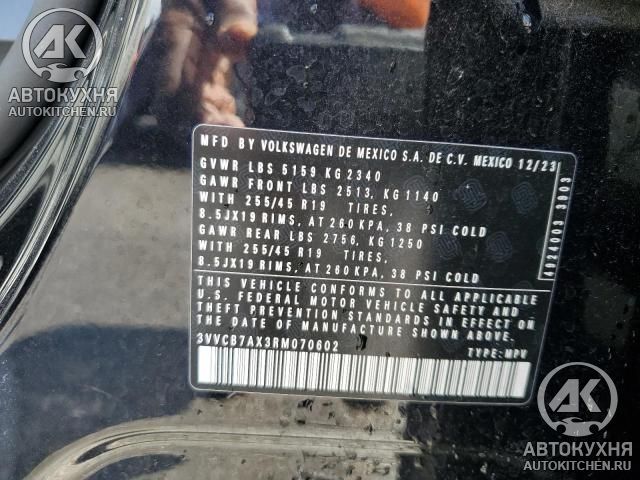 AK
АВТОКУХНЯ
AUTOKITCHEN.RU
MFD BY VOLKSWAGEN DE MEXICO S.A. DE C.V. MEXICO 12/23
GVWR LBS 5159 KG 2340
GAWR FRONT LBS 2513, KG 1140
WITH 255/45 R19 TIRES,
8.5JX19 RIMS, AT 260 KPA, 38 PSI COLD
GAWR REAR LBS 2756, KG 1250
WITH 255/45 R19 TIRES,
8.5JX19 RIMS, AT 260 KPA, 38 PSI COLD
THIS VEHICLE CONFORMS TO ALL APPLICABLE
U.S. FEDERAL MOTOR VEHICLE SAFETY AND
THEFT PREVENTION STANDARDS IN EFFECT ON
THE DATE OF MANUFACTURE SHOWN ABOVE.
3VVCB7AX3RM070602
TYPE: MPV
4924003 3803
AK
АВТОКУХНЯ
AUTOKITCHEN.RU